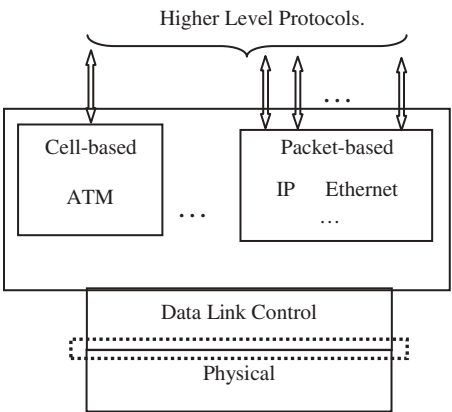 Higher Level Protocols.
...
Cell-based
ATM
...
Packet-based
IP Ethernet
...
Data Link Control
Physical